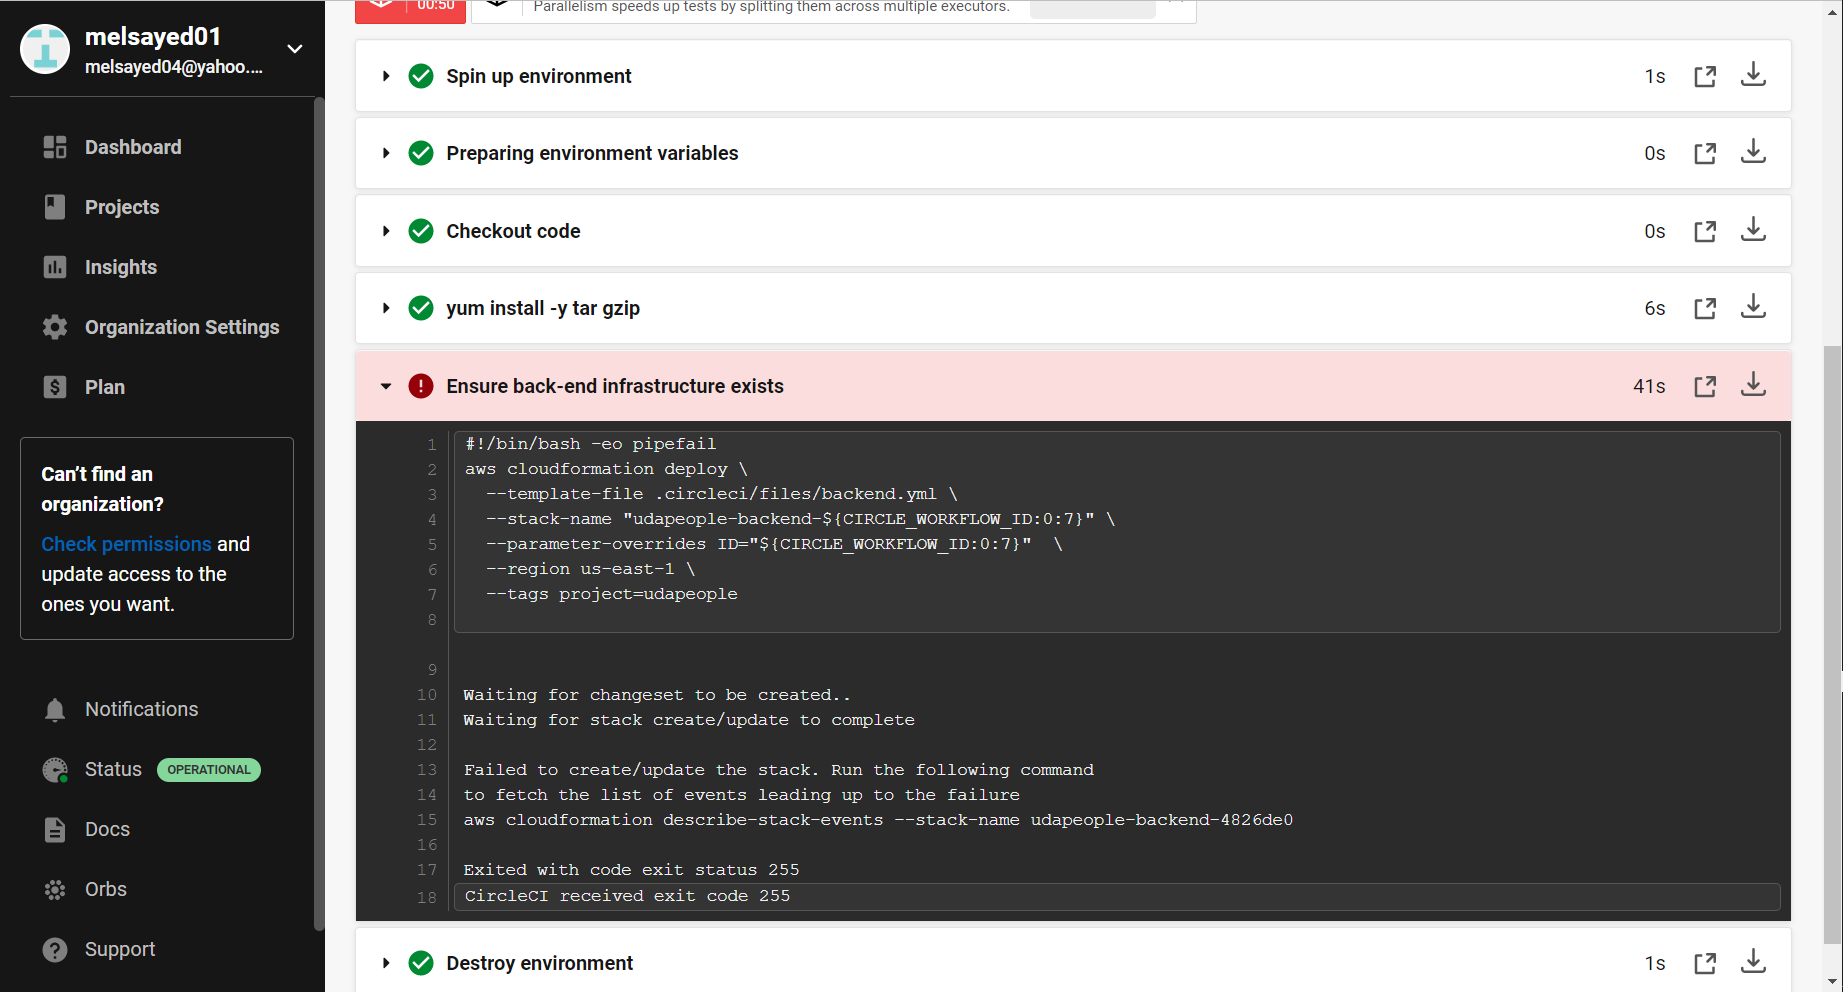 melsayed01
melsayed04@yahoo....
Dashboard
Projects
Insights
Organization Settings
Plan
Can't find an
organization?
Check permissions and
update access to the
ones you want.
Notifications
Status OPERATIONAL
Docs
Orbs
Support
00:50
Parallelism speeds up tests by splitting them across multiple executors.
Spin up environment 1s
Preparing environment variables 0s
Checkout code 0s
yum install -y tar gzip 6s
Ensure back-end infrastructure exists 41s
1 #!/bin/bash -eo pipefail
2 aws cloudformation deploy \
3 --template-file .circleci/files/backend.yml \
4 --stack-name "udapeople-backend-${CIRCLE_WORKFLOW_ID:0:7}" \
5 --parameter-overrides ID="${CIRCLE_WORKFLOW_ID:0:7}"  \
6 --region us-east-1 \
7 --tags project=udapeople
8
9
10 Waiting for changeset to be created..
11 Waiting for stack create/update to complete
12
13 Failed to create/update the stack. Run the following command
14 to fetch the list of events leading up to the failure
15 aws cloudformation describe-stack-events --stack-name udapeople-backend-4826de0
16
17 Exited with code exit status 255
18 CircleCI received exit code 255
Destroy environment 1s